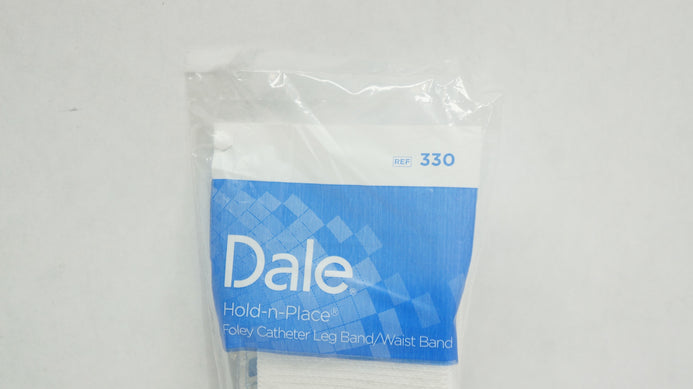 REF 330
Dale®
Hold-n-Place®
Foley Catheter Leg Band/Waist Band